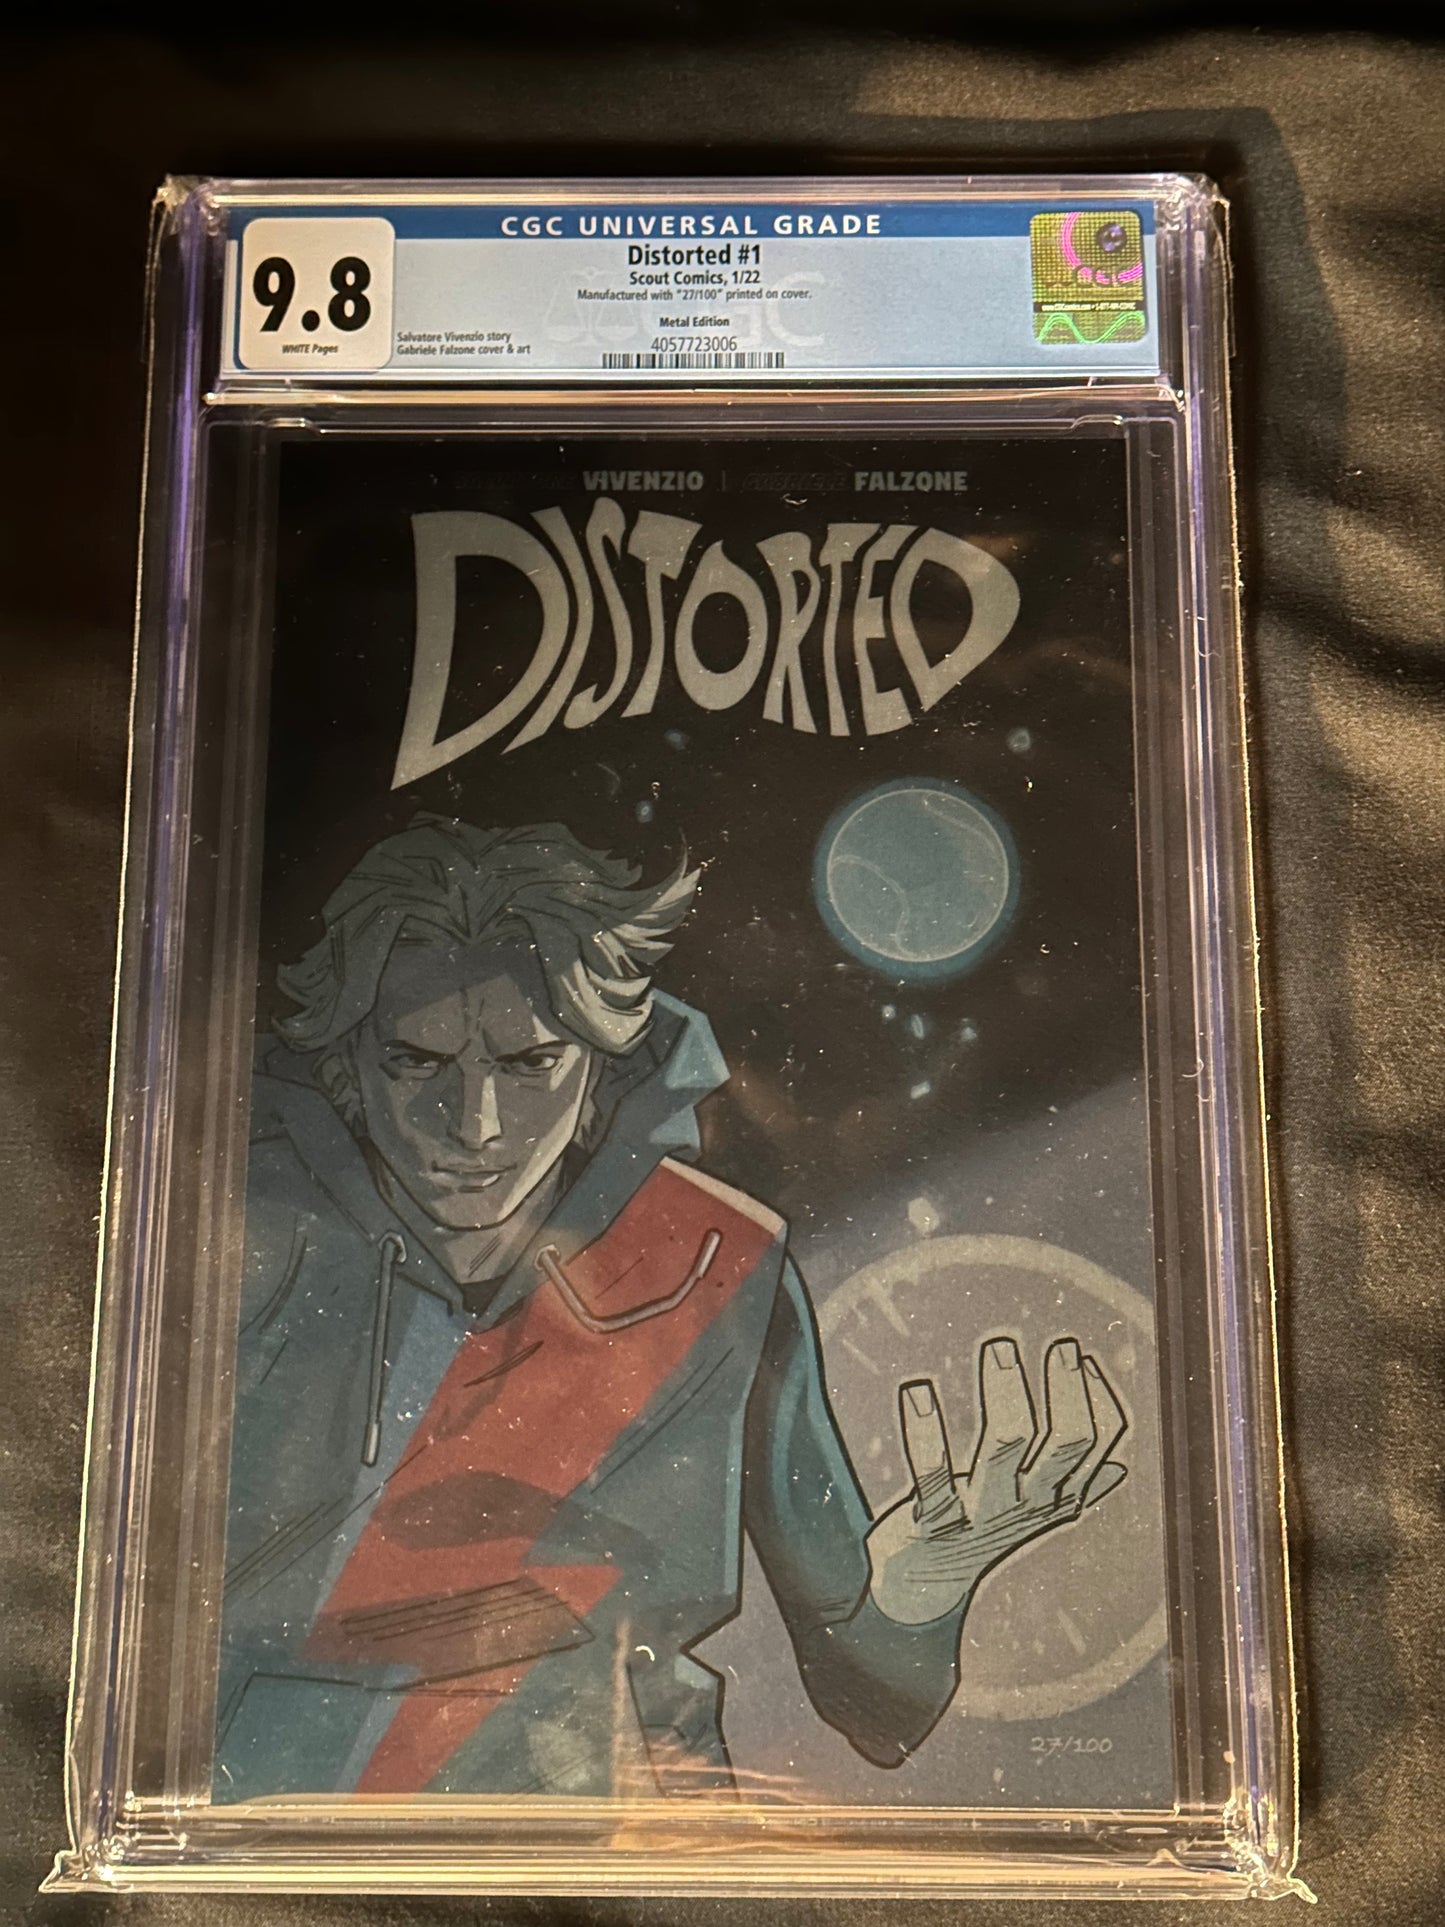 CGC UNIVERSAL GRADE
9.8
WHITE Pages
Distorted #1
Scout Comics, 1/22
Manufactured with "27/100" printed on cover.
Metal Edition
Salvatore Vivenzio story
Gabriele Falzone cover & art
4057723006
VIVENZIO | GABRIELE FALZONE
DISTORTED
27/100